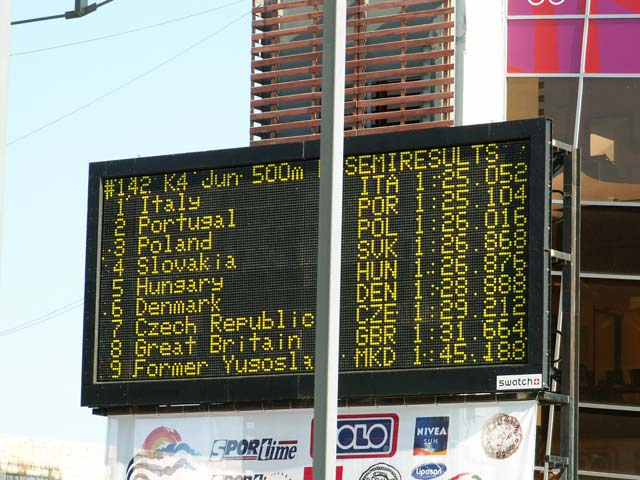 #142 K4 Jun 500m SEMIRESULTS
1 Italy ITA 1:25.052
2 Portugal POR 1:25.104
3 Poland POL 1:26.016
4 Slovakia SVK 1:26.868
5 Hungary HUN 1:26.876
6 Denmark DEN 1:28.888
7 Czech Republic CZE 1:29.212
8 Great Britain GBR 1:31.664
9 Former Yugosla MKD 1:45.188
swatch
SPORTime
OLO
NIVEA
SUN
Liposan
SPORTime